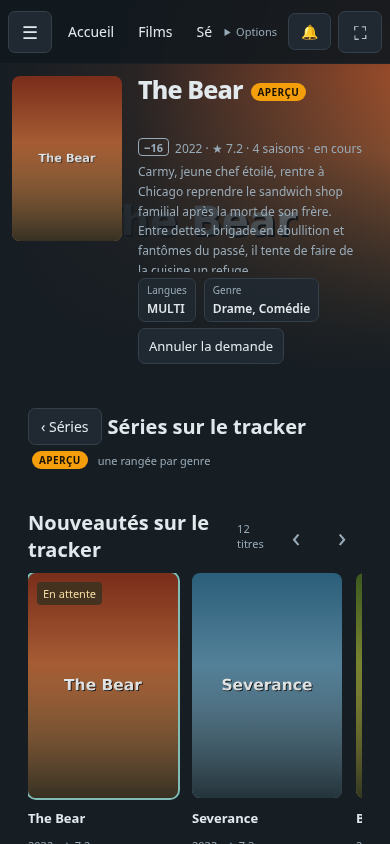 ☰ Accueil Films Sé ▶ Options 🔔 ⛶
The Bear
The Bear APERÇU
−16 2022 · ★ 7.2 · 4 saisons · en cours
Carmy, jeune chef étoilé, rentre à
Chicago reprendre le sandwich shop
familial après la mort de son frère.
Entre dettes, brigade en ébullition et
fantômes du passé, il tente de faire de
la cuisine un refuge
The Bear
Langues
MULTI
Genre
Drame, Comédie
Annuler la demande
‹ Séries Séries sur le tracker
APERÇU une rangée par genre
Nouveautés sur le
tracker
12
titres
‹ ›
En attente
The Bear
Severance
The Bear
Severance